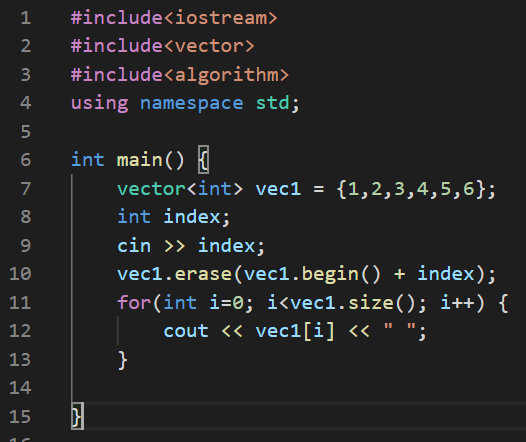 1 #include<iostream>
2 #include<vector>
3 #include<algorithm>
4 using namespace std;
5
6 int main() {
7     vector<int> vec1 = {1,2,3,4,5,6};
8     int index;
9     cin >> index;
10     vec1.erase(vec1.begin() + index);
11     for(int i=0; i<vec1.size(); i++) {
12         cout << vec1[i] << " ";
13     }
14
15 }
16